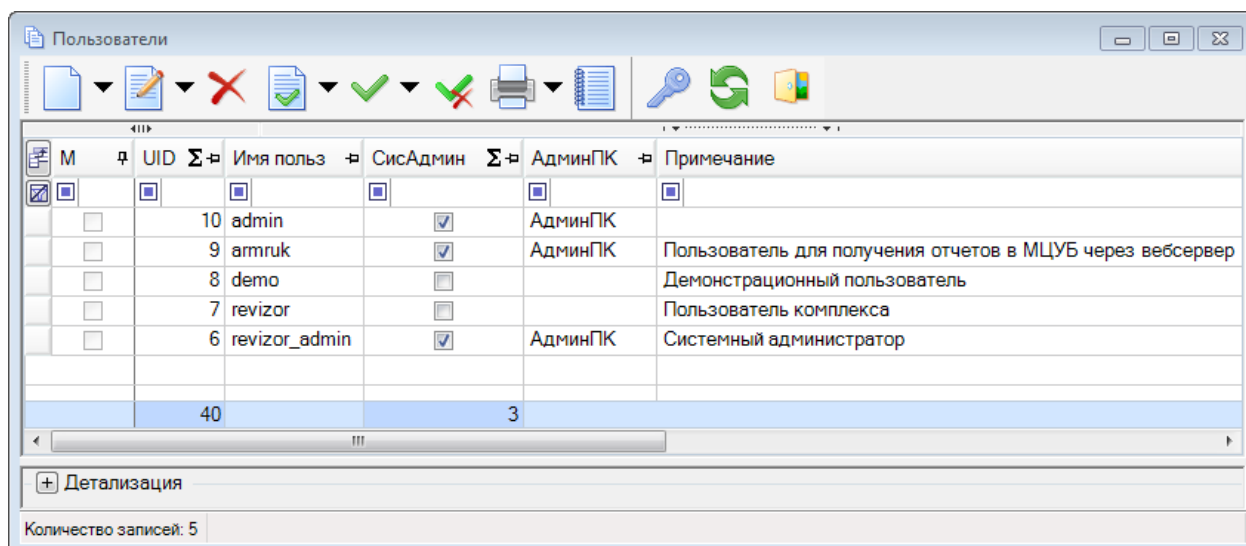 Пользователи
М UID Σ Имя польз СисАдмин Σ АдминПК Примечание
10 admin АдминПК
9 armruk АдминПК Пользователь для получения отчетов в МЦУБ через вебсервер
8 demo Демонстрационный пользователь
7 revizor Пользователь комплекса
6 revizor_admin АдминПК Системный администратор
40 3
Детализация
Количество записей: 5